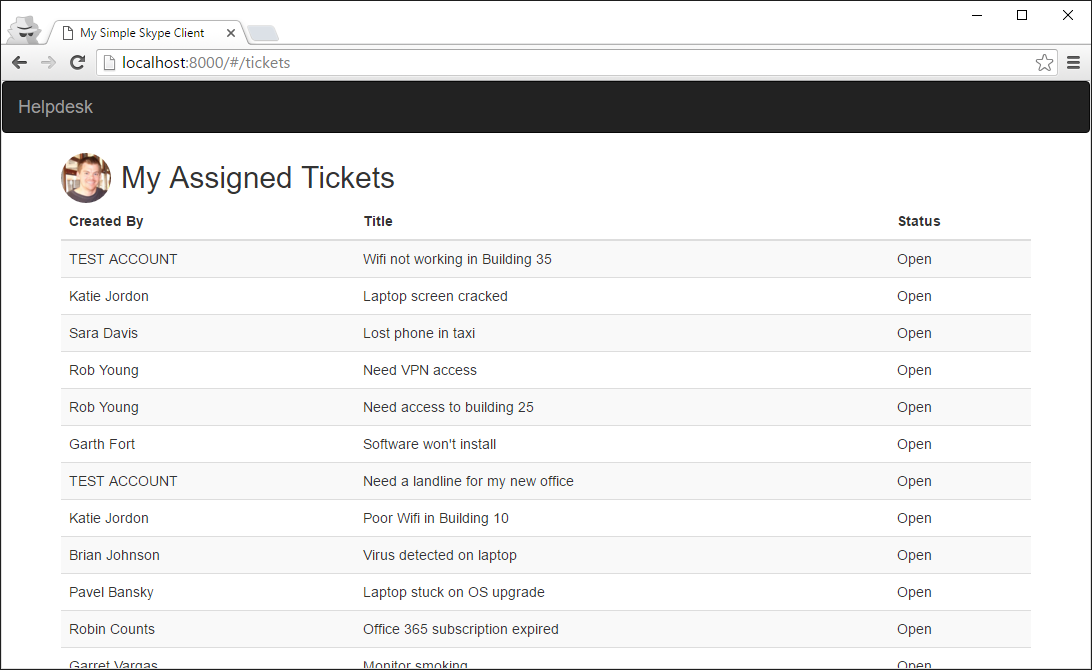 My Simple Skype Client
localhost:8000/#/tickets
Helpdesk
My Assigned Tickets
Created By Title Status
TEST ACCOUNT Wifi not working in Building 35 Open
Katie Jordon Laptop screen cracked Open
Sara Davis Lost phone in taxi Open
Rob Young Need VPN access Open
Rob Young Need access to building 25 Open
Garth Fort Software won't install Open
TEST ACCOUNT Need a landline for my new office Open
Katie Jordon Poor Wifi in Building 10 Open
Brian Johnson Virus detected on laptop Open
Pavel Bansky Laptop stuck on OS upgrade Open
Robin Counts Office 365 subscription expired Open
Garret Vargas Monitor smoking Open